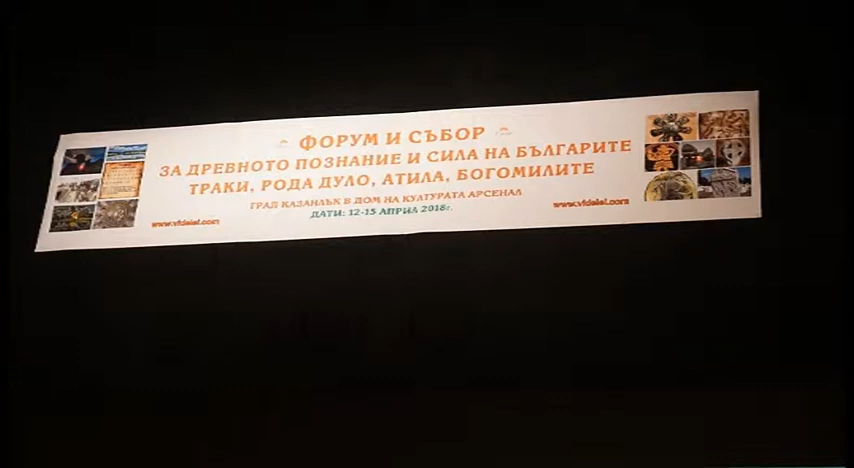 ФОРУМ И СЪБОР
ЗА ДРЕВНОТО ПОЗНАНИЕ И СИЛА НА БЪЛГАРИТЕ
ТРАКИ, РОДА ДУЛО, АТИЛА, БОГОМИЛИТЕ
ГРАД КАЗАНЛЪК В ДОМ НА КУЛТУРАТА АРСЕНАЛ
ДАТИ: 12-15 АПРИЛ 2018г.